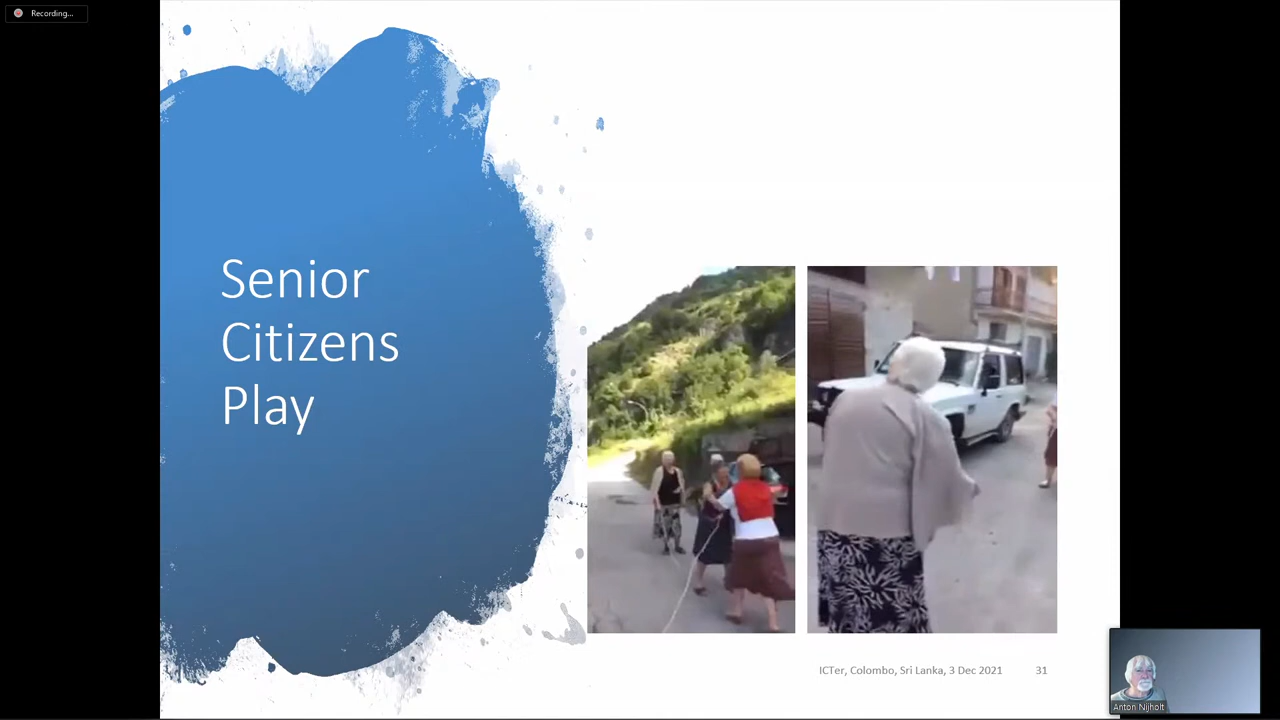 Recording...
Senior
Citizens
Play
ICTer, Colombo, Sri Lanka, 3 Dec 2021 31
Anton Nijholt